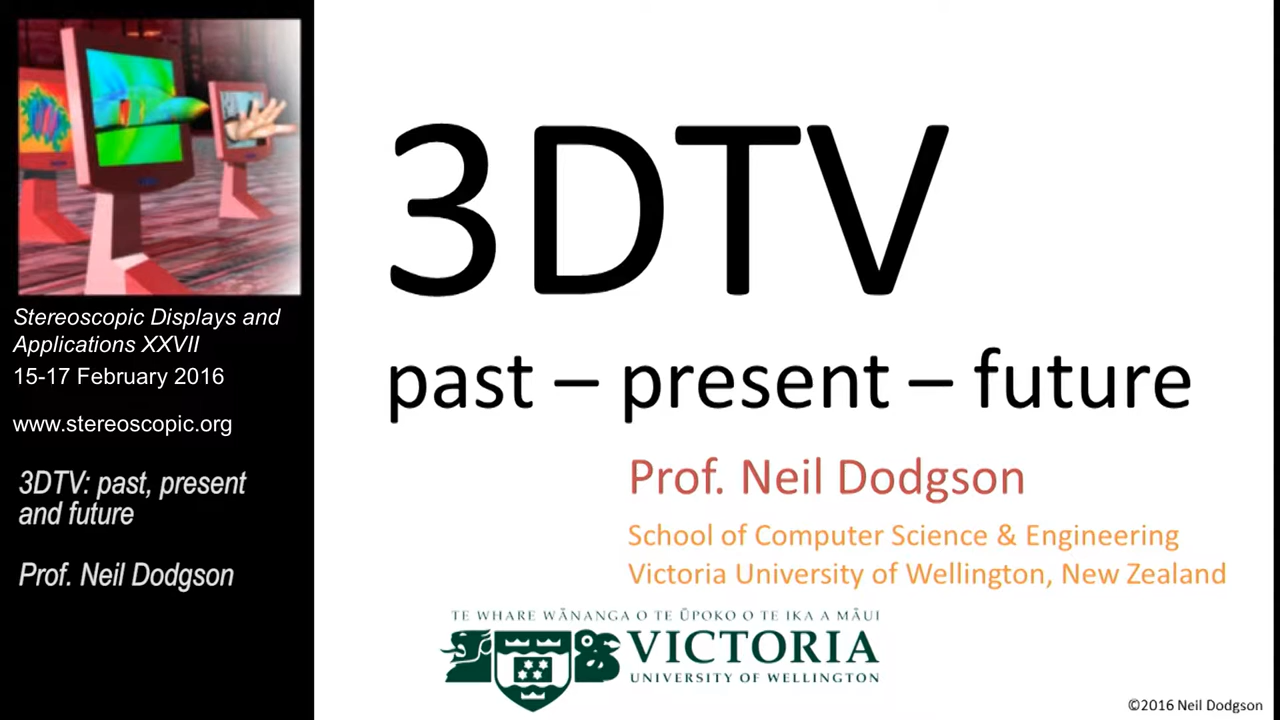 Stereoscopic Displays and
Applications XXVII
15-17 February 2016
www.stereoscopic.org
3DTV: past, present
and future
Prof. Neil Dodgson
3DTV
past – present – future
Prof. Neil Dodgson
School of Computer Science & Engineering
Victoria University of Wellington, New Zealand
TE WHARE WĀNANGA O TE ŪPOKO O TE IKA A MĀUI
VICTORIA
UNIVERSITY OF WELLINGTON
©2016 Neil Dodgson